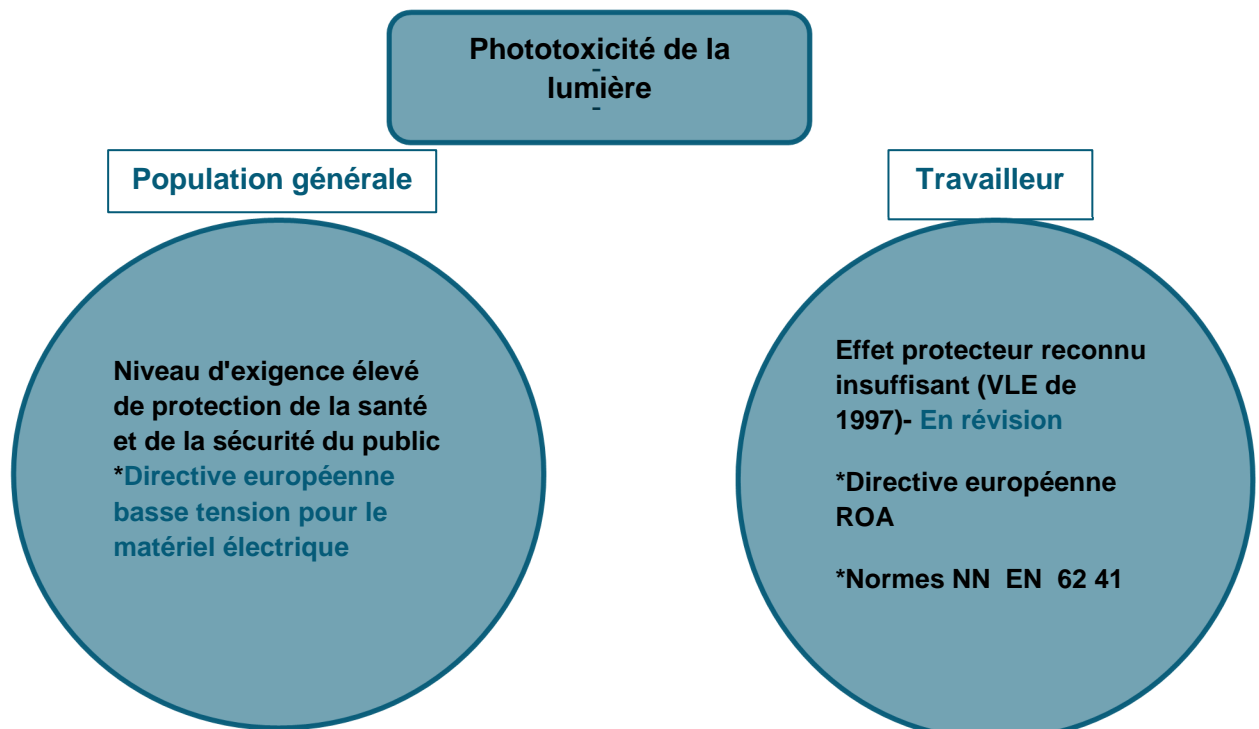 Phototoxicité de la
lumière
Population générale
Niveau d'exigence élevé
de protection de la santé
et de la sécurité du public
*Directive européenne
basse tension pour le
matériel électrique
Travailleur
Effet protecteur reconnu
insuffisant (VLE de
1997)- En révision
*Directive européenne
ROA
*Normes NN EN 62 41